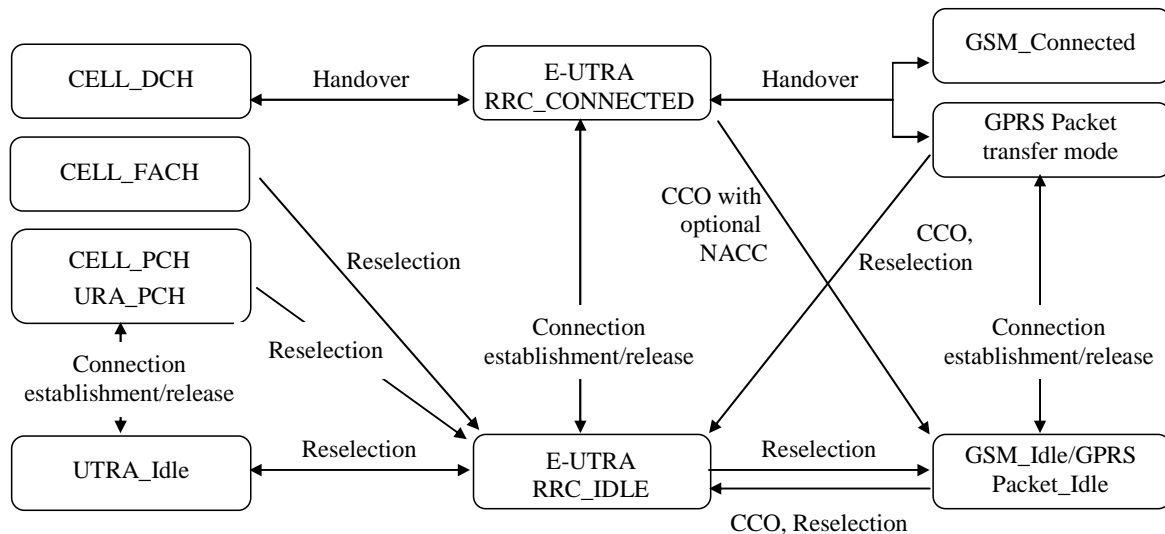 CELL_DCH
Handover
E-UTRA
RRC_CONNECTED
Handover
GSM_Connected
GPRS Packet
transfer mode
CELL_FACH
CCO with
optional
NACC
CCO,
Reselection
CELL_PCH
URA_PCH
Reselection
Reselection
Connection
establishment/release
Connection
establishment/release
Connection
establishment/release
UTRA_Idle
Reselection
E-UTRA
RRC_IDLE
Reselection
GSM_Idle/GPRS
Packet_Idle
CCO, Reselection